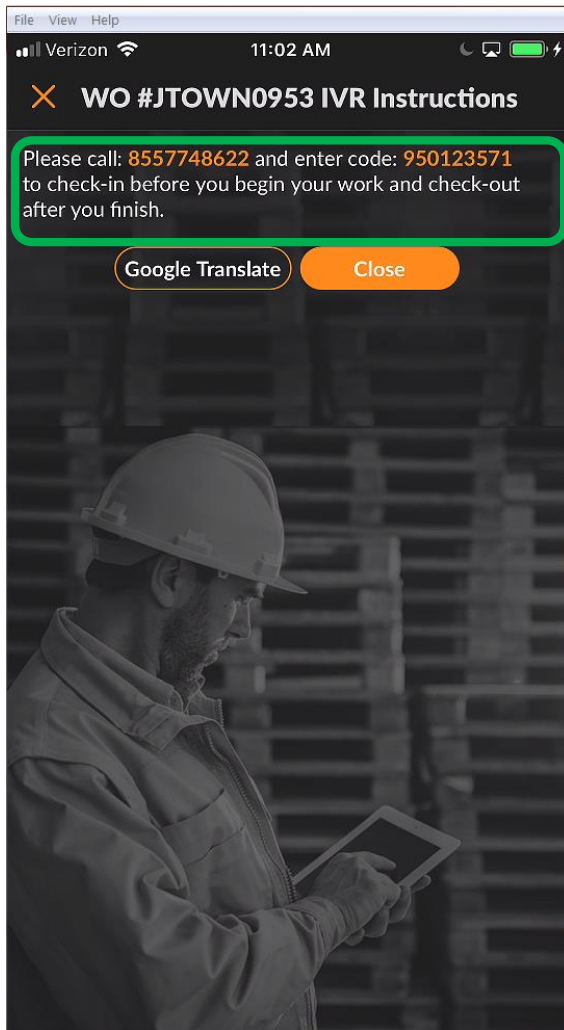 File View Help
Verizon 11:02 AM
WO #JTOWN0953 IVR Instructions
Please call: 8557748622 and enter code: 950123571
to check-in before you begin your work and check-out
after you finish.
Google Translate Close